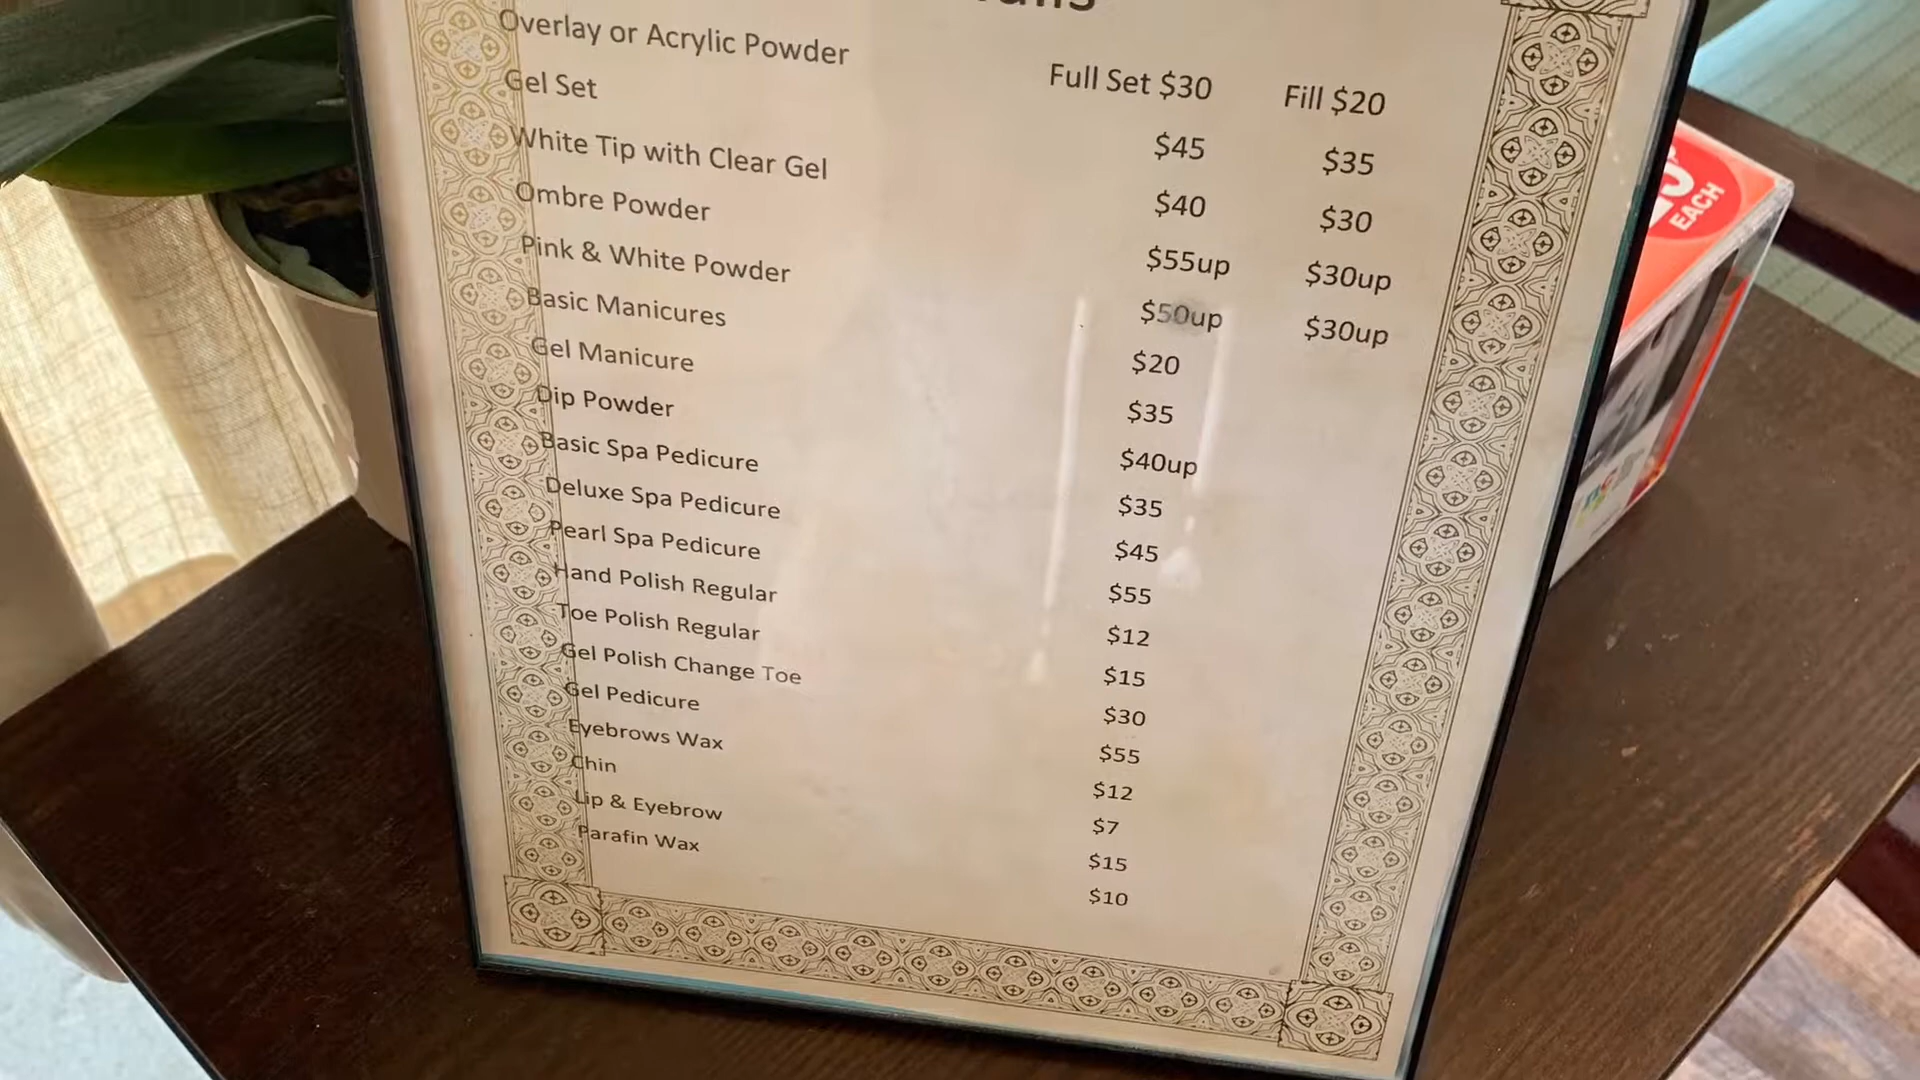 Overlay or Acrylic Powder Full Set $30 Fill $20
Gel Set $45 $35
White Tip with Clear Gel $40 $30
Ombre Powder $55up $30up
Pink & White Powder $50up $30up
Basic Manicures $20
Gel Manicure $35
Dip Powder $40up
Basic Spa Pedicure $35
Deluxe Spa Pedicure $45
Pearl Spa Pedicure $55
Hand Polish Regular $12
Toe Polish Regular $15
Gel Polish Change Toe $30
Gel Pedicure $55
Eyebrows Wax $12
Chin $7
Lip & Eyebrow $15
Parafin Wax $10
EACH